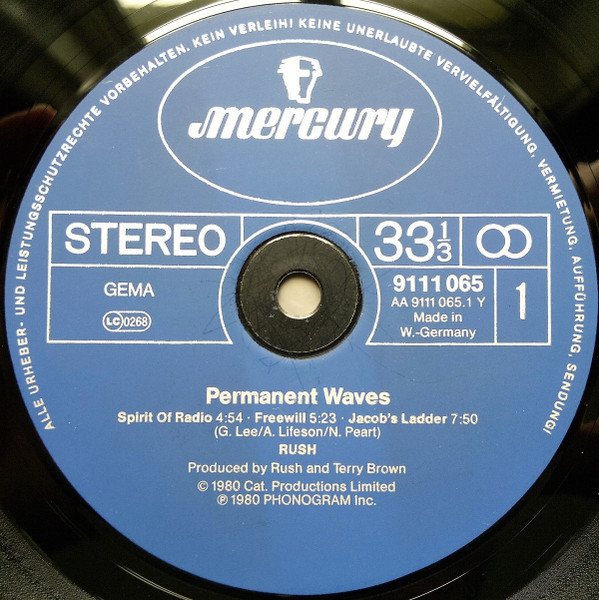 ALLE URHEBER- UND LEISTUNGSSCHUTZRECHTE VORBEHALTEN. KEIN VERLEIH! KEINE UNERLAUBTE VERVIELFÄLTIGUNG, VERMIETUNG, AUFFÜHRUNG, SENDUNG!
mercury
STEREO
33 1/3
GEMA
LC 0268
9111 065
AA 9111 065.1 Y
Made in
W.-Germany
1
Permanent Waves
Spirit Of Radio 4:54 · Freewill 5:23 · Jacob's Ladder 7:50
(G. Lee/A. Lifeson/N. Peart)
RUSH
Produced by Rush and Terry Brown
© 1980 Cat. Productions Limited
℗ 1980 PHONOGRAM Inc.